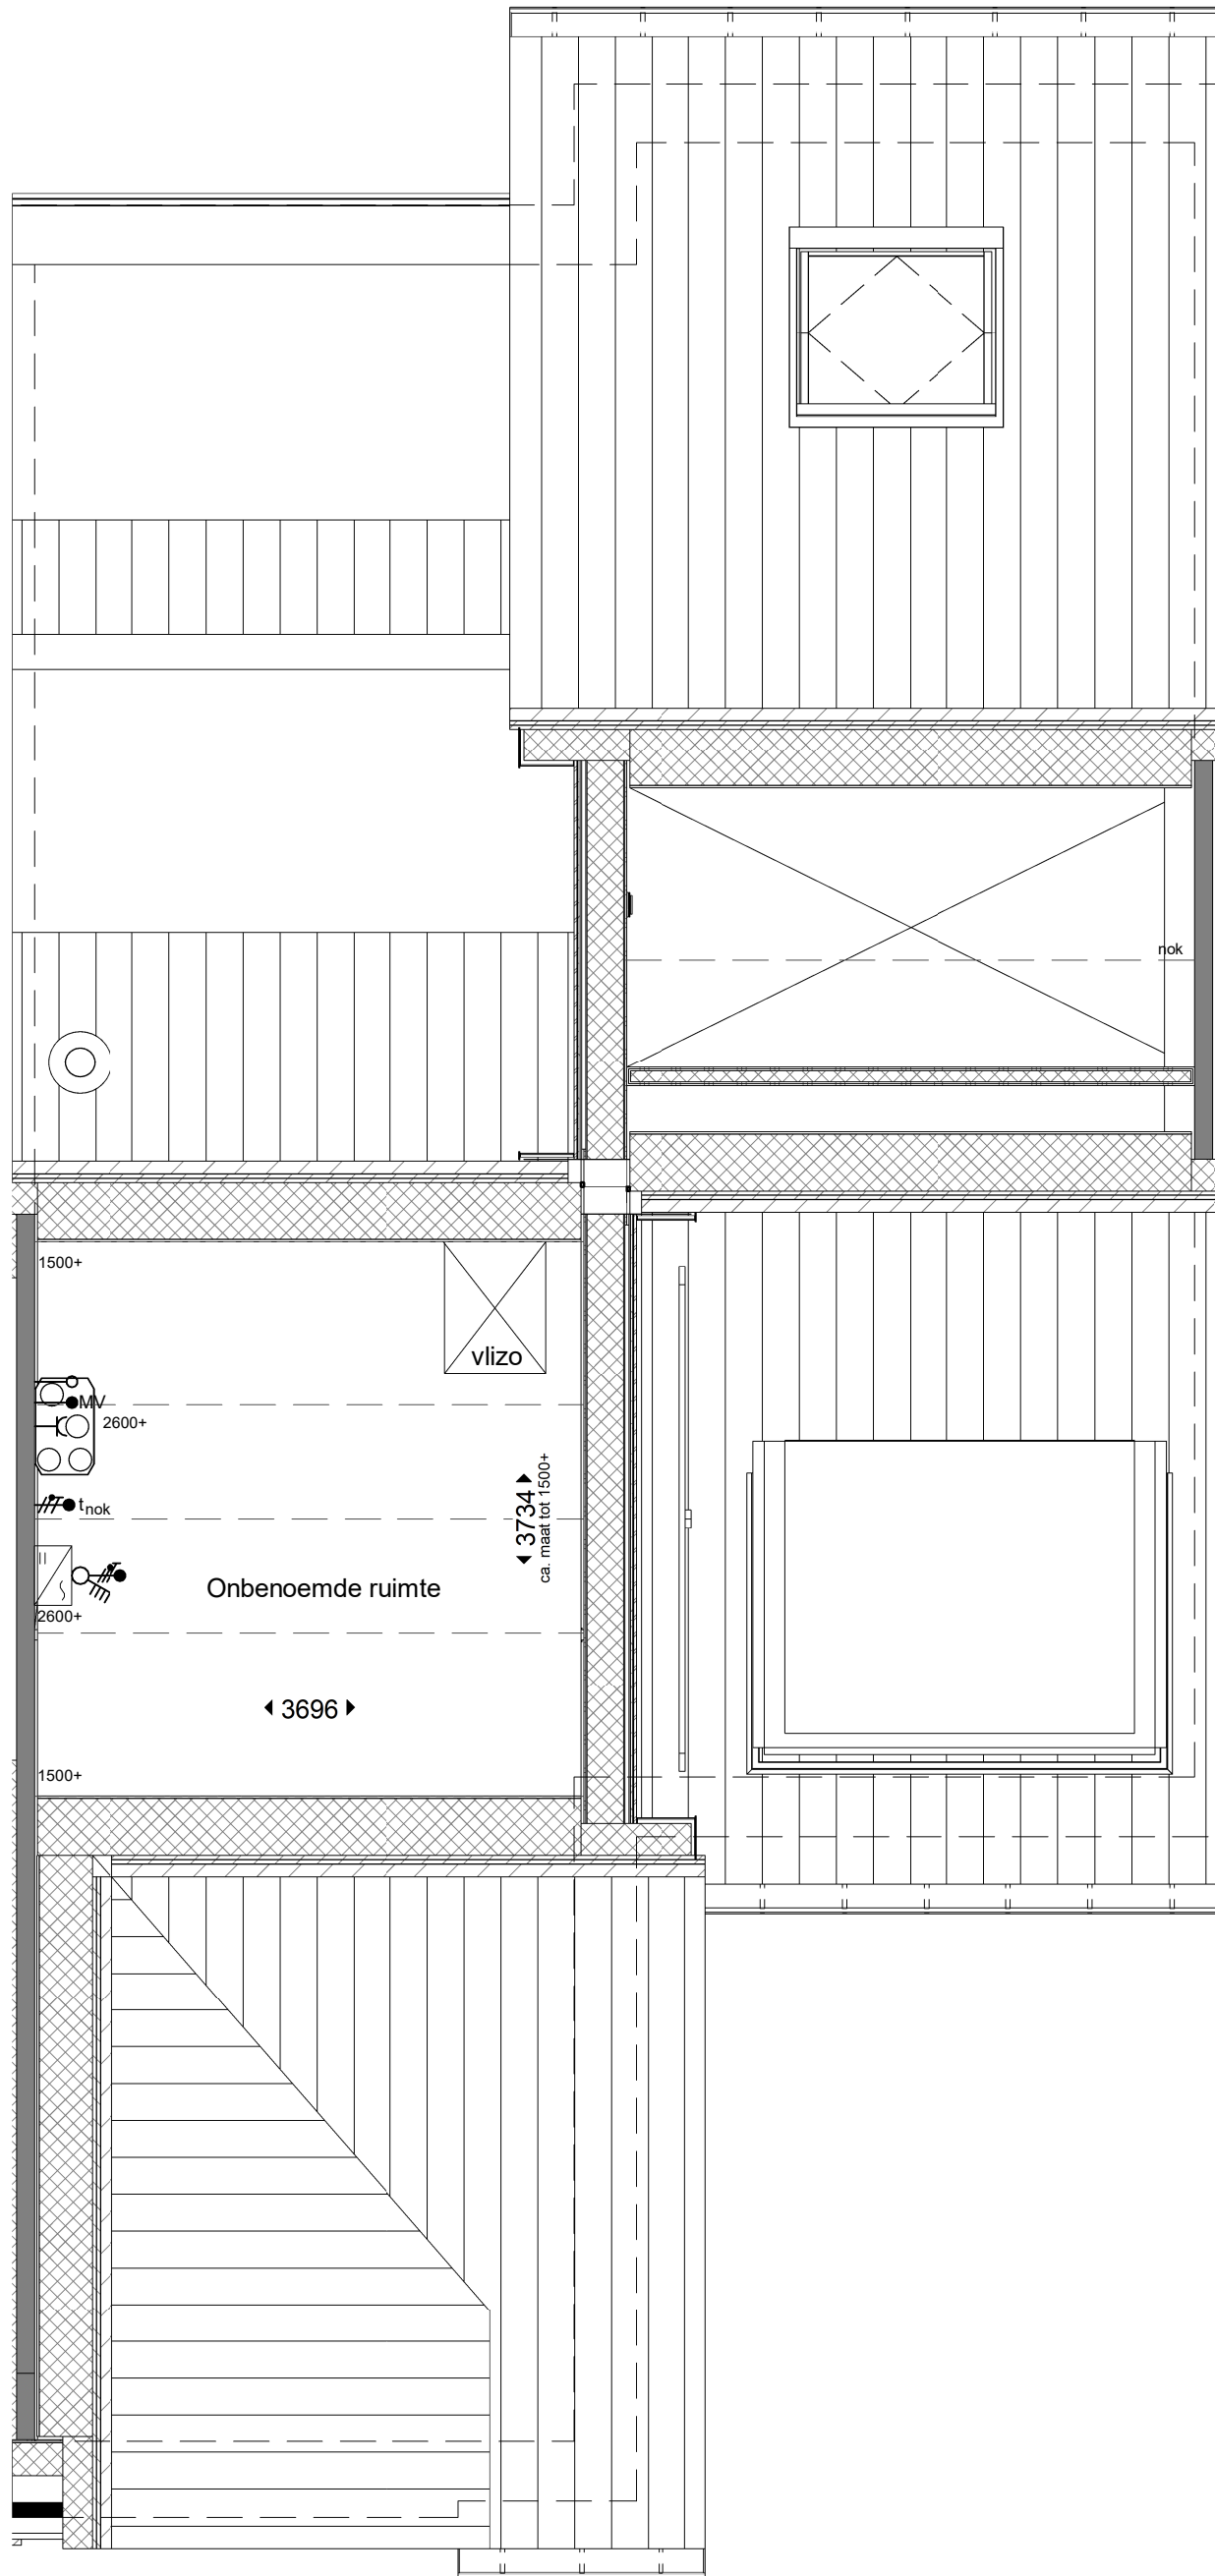 nok
1500+
vlizo
MV
2600+
3734
ca. maat tot 1500+
t
nok
Onbenoemde ruimte
2600+
3696
1500+